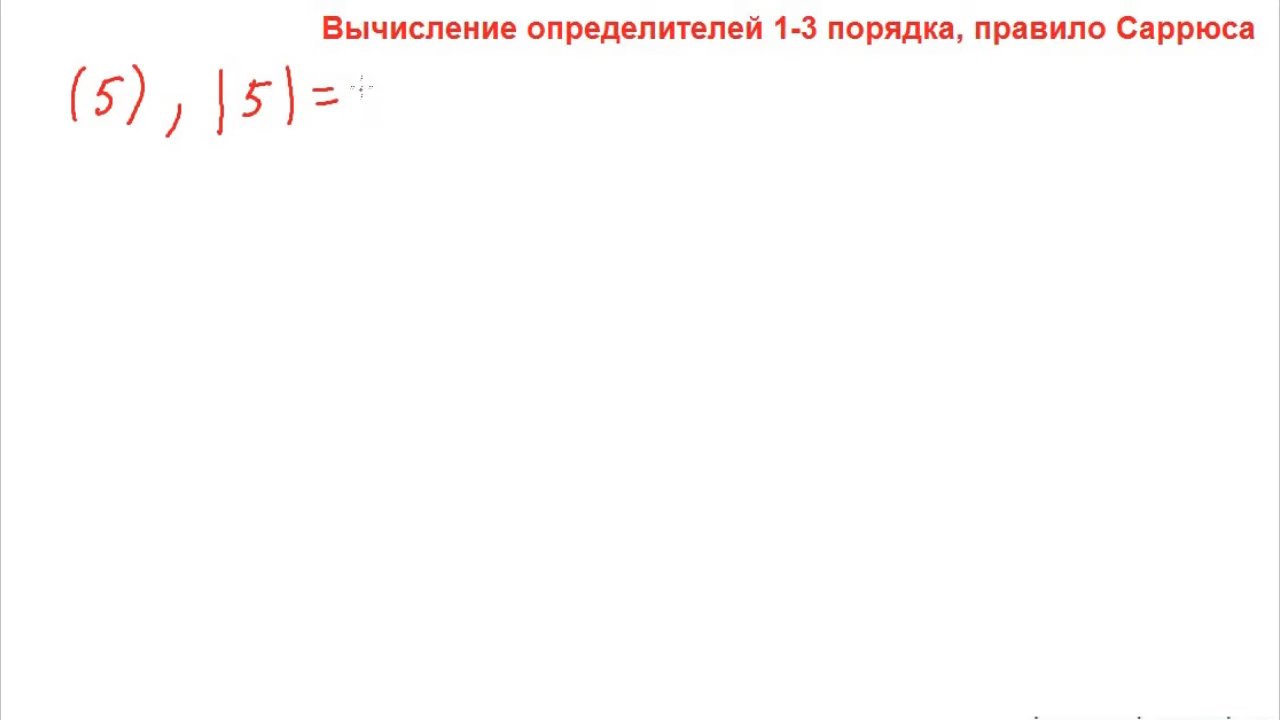 Вычисление определителей 1-3 порядка, правило Саррюса
(5), |5| =